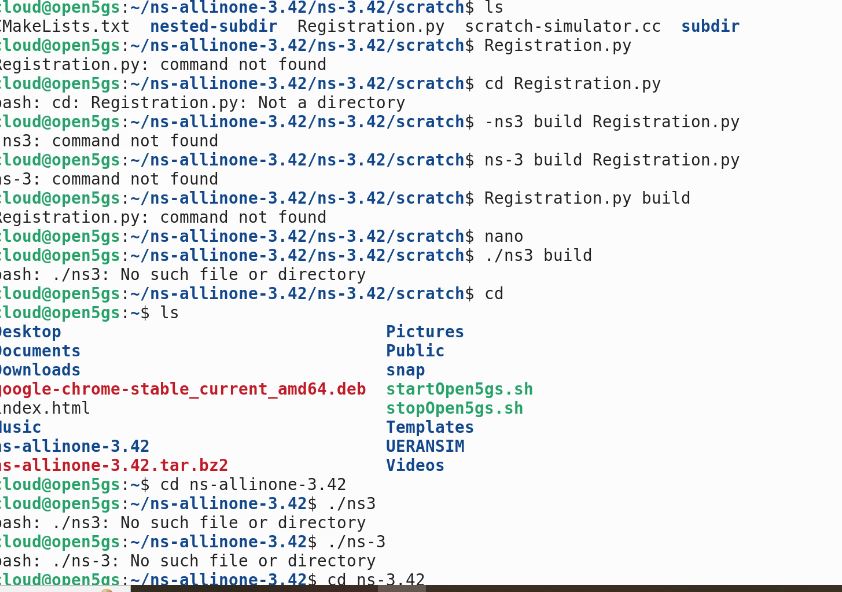 cloud@open5gs:~/ns-allinone-3.42/ns-3.42/scratch$ ls
CMakeLists.txt  nested-subdir  Registration.py  scratch-simulator.cc  subdir
cloud@open5gs:~/ns-allinone-3.42/ns-3.42/scratch$ Registration.py
Registration.py: command not found
cloud@open5gs:~/ns-allinone-3.42/ns-3.42/scratch$ cd Registration.py
bash: cd: Registration.py: Not a directory
cloud@open5gs:~/ns-allinone-3.42/ns-3.42/scratch$ -ns3 build Registration.py
-ns3: command not found
cloud@open5gs:~/ns-allinone-3.42/ns-3.42/scratch$ ns-3 build Registration.py
ns-3: command not found
cloud@open5gs:~/ns-allinone-3.42/ns-3.42/scratch$ Registration.py build
Registration.py: command not found
cloud@open5gs:~/ns-allinone-3.42/ns-3.42/scratch$ nano
cloud@open5gs:~/ns-allinone-3.42/ns-3.42/scratch$ ./ns3 build
bash: ./ns3: No such file or directory
cloud@open5gs:~/ns-allinone-3.42/ns-3.42/scratch$ cd
cloud@open5gs:~$ ls
Desktop  Pictures
Documents  Public
Downloads  snap
google-chrome-stable_current_amd64.deb  startOpen5gs.sh
index.html  stopOpen5gs.sh
Music  Templates
ns-allinone-3.42  UERANSIM
ns-allinone-3.42.tar.bz2  Videos
cloud@open5gs:~$ cd ns-allinone-3.42
cloud@open5gs:~/ns-allinone-3.42$ ./ns3
bash: ./ns3: No such file or directory
cloud@open5gs:~/ns-allinone-3.42$ ./ns-3
bash: ./ns-3: No such file or directory
cloud@open5gs:~/ns-allinone-3.42$ cd ns-3.42